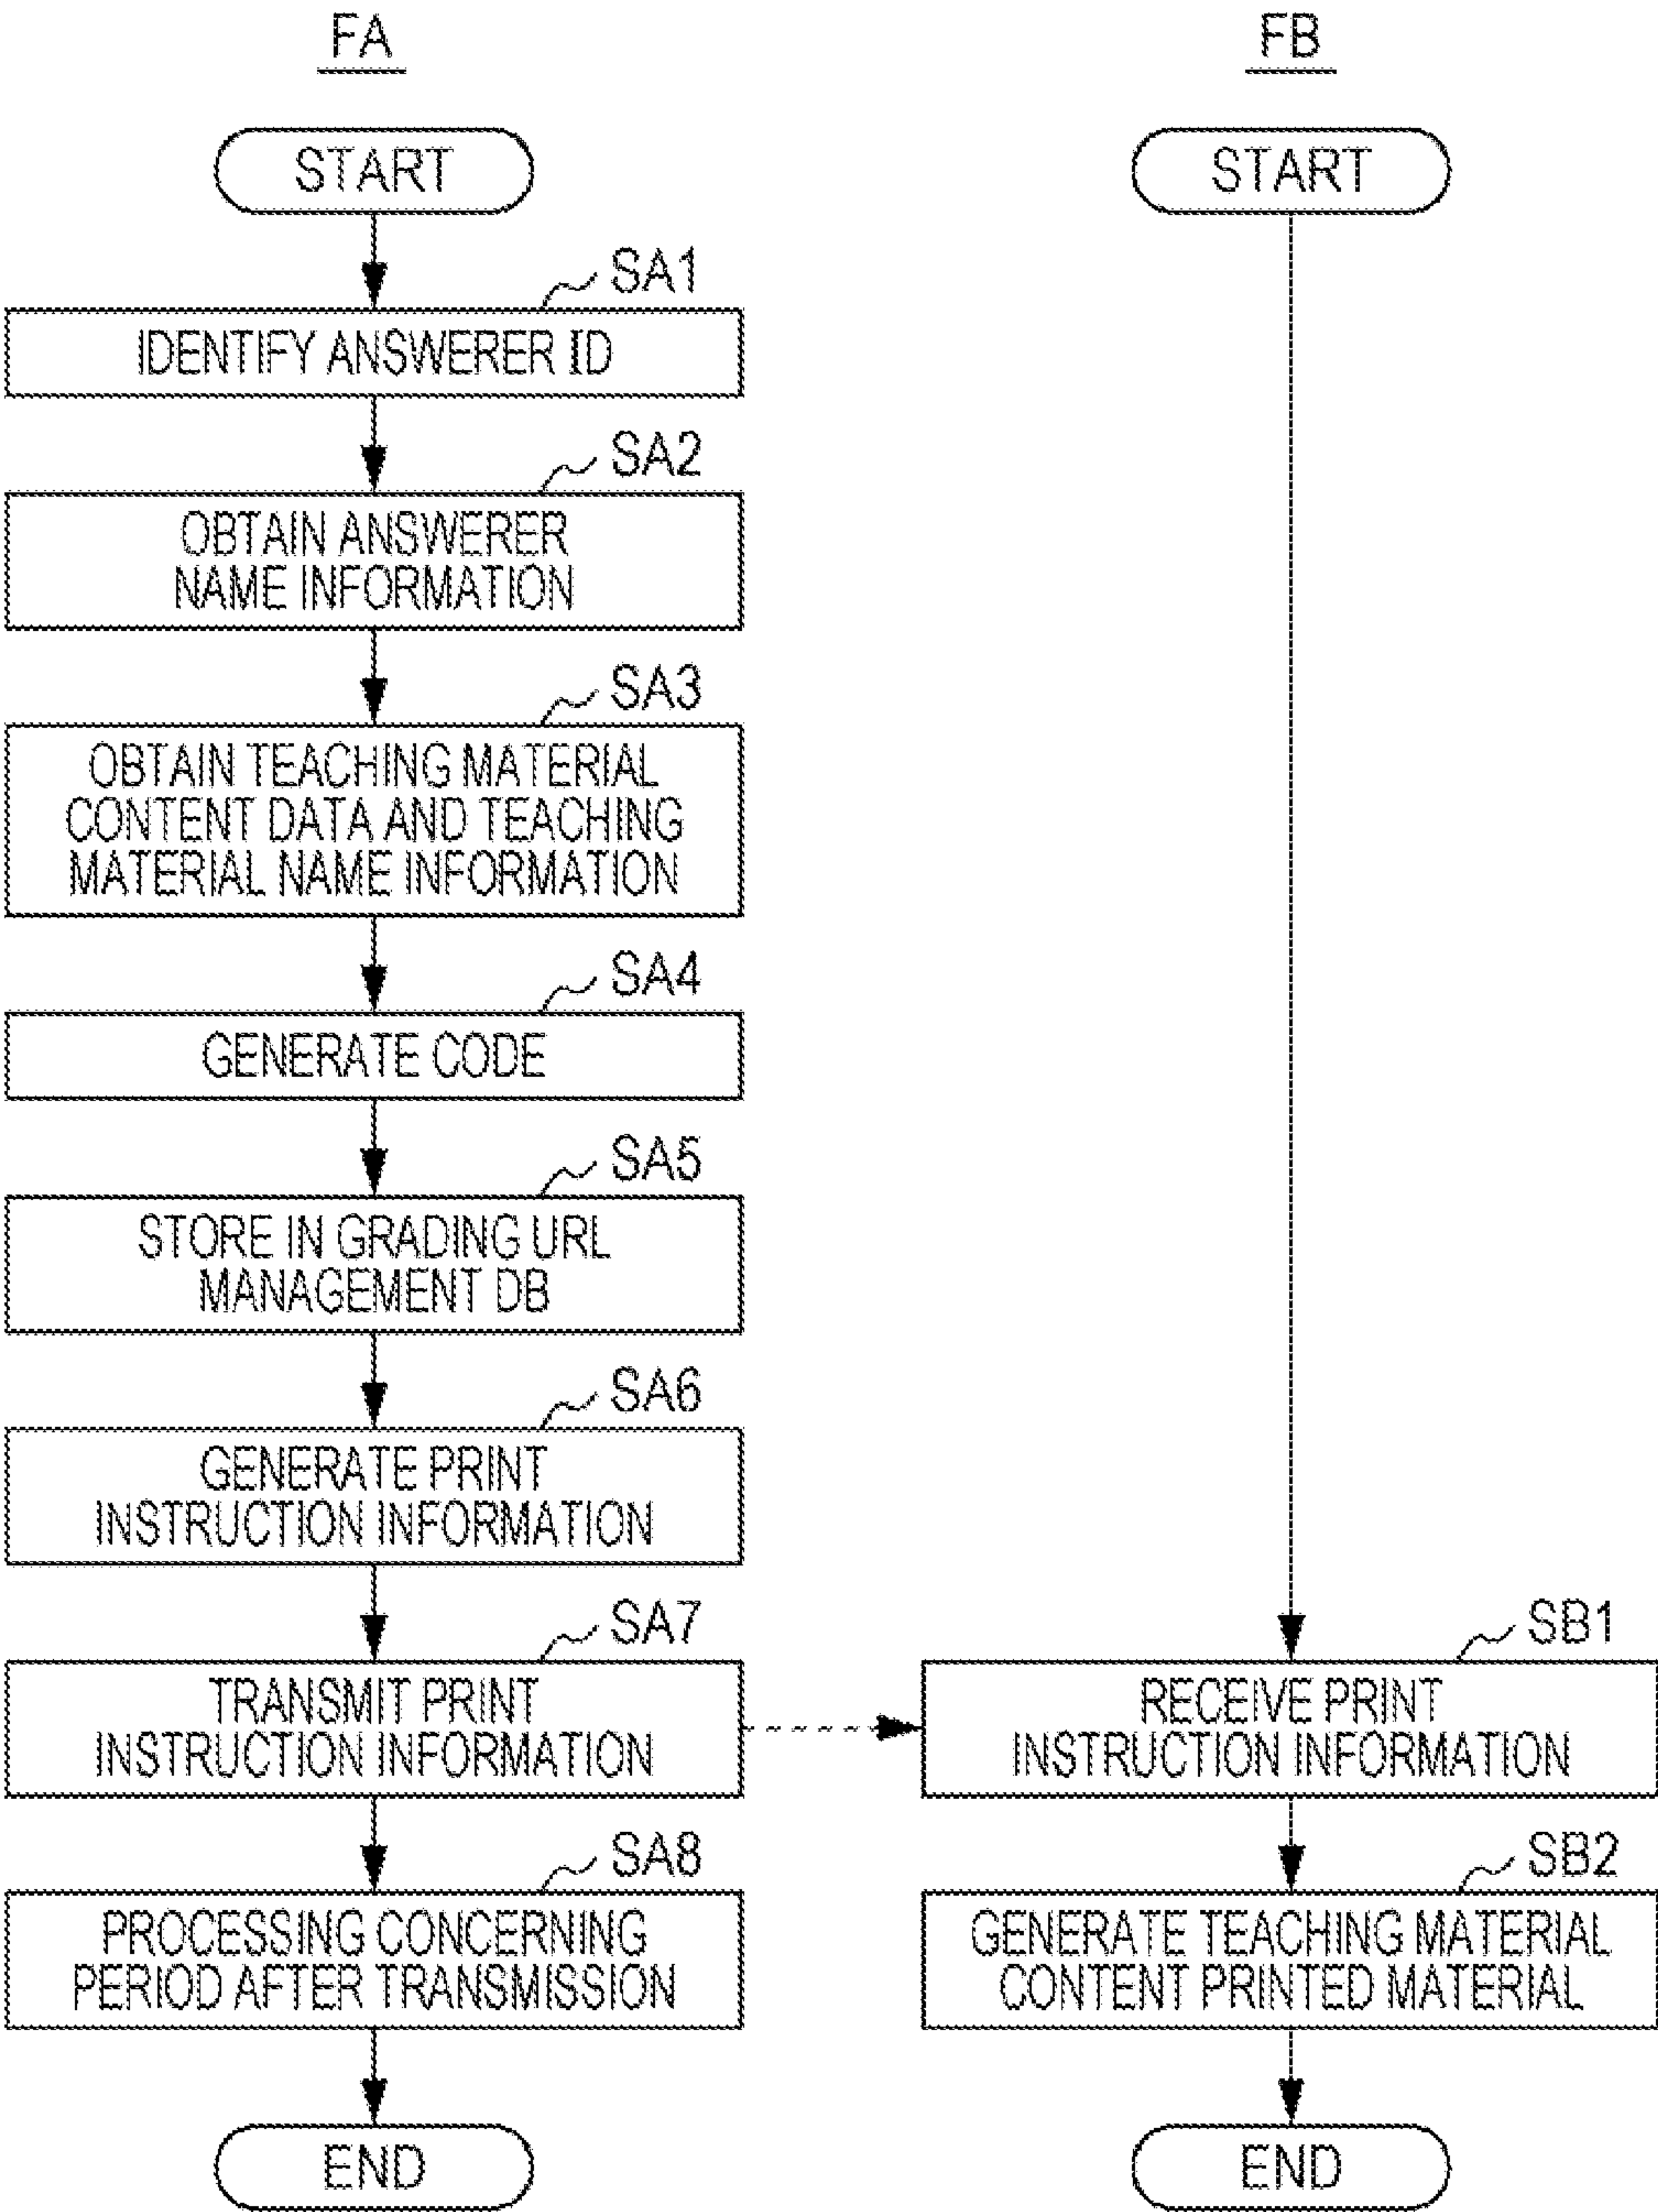 FA
START
SA1
IDENTIFY ANSWERER ID
SA2
OBTAIN ANSWERER
NAME INFORMATION
SA3
OBTAIN TEACHING MATERIAL
CONTENT DATA AND TEACHING
MATERIAL NAME INFORMATION
SA4
GENERATE CODE
SA5
STORE IN GRADING URL
MANAGEMENT DB
SA6
GENERATE PRINT
INSTRUCTION INFORMATION
SA7
TRANSMIT PRINT
INSTRUCTION INFORMATION
SA8
PROCESSING CONCERNING
PERIOD AFTER TRANSMISSION
END
FB
START
SB1
RECEIVE PRINT
INSTRUCTION INFORMATION
SB2
GENERATE TEACHING MATERIAL
CONTENT PRINTED MATERIAL
END